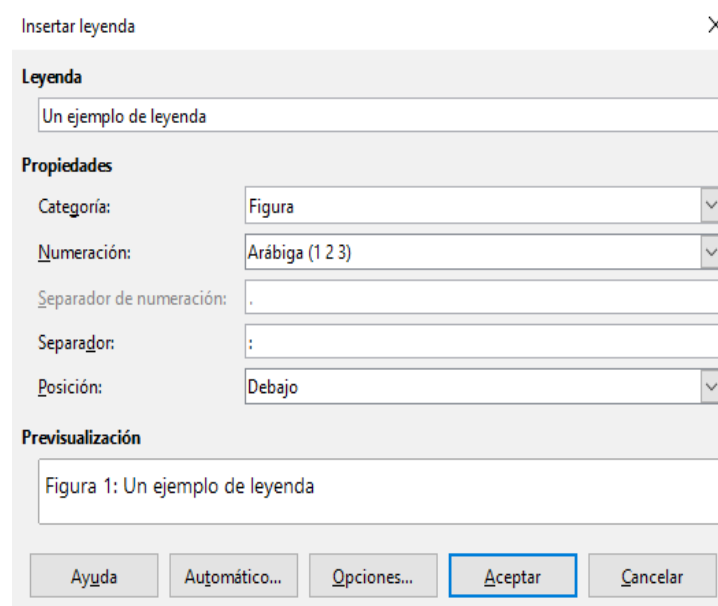 Insertar leyenda
Leyenda
Un ejemplo de leyenda
Propiedades
Categoría: Figura
Numeración: Arábiga (1 2 3)
Separador de numeración: .
Separador: :
Posición: Debajo
Previsualización
Figura 1: Un ejemplo de leyenda
Ayuda Automático... Opciones... Aceptar Cancelar